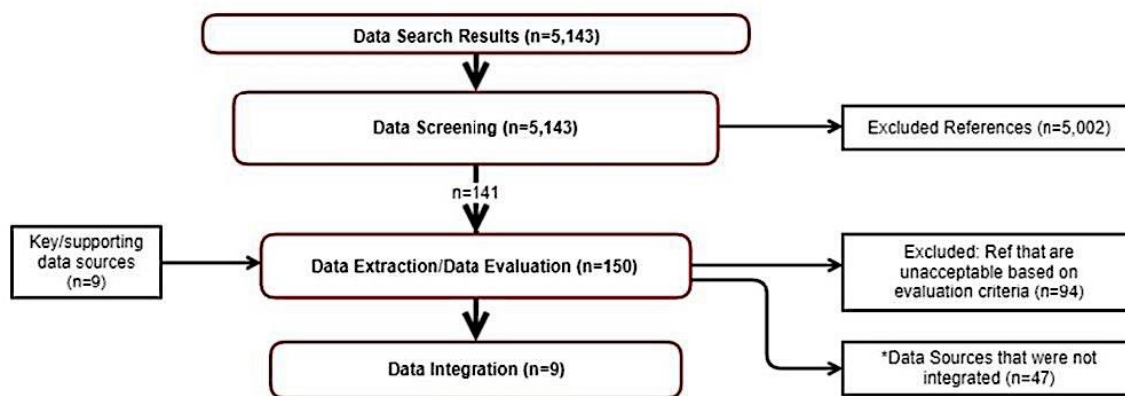 Data Search Results (n=5,143)
Data Screening (n=5,143)
Excluded References (n=5,002)
n=141
Key/supporting
data sources
(n=9)
Data Extraction/Data Evaluation (n=150)
Excluded: Ref that are
unacceptable based on
evaluation criteria (n=94)
*Data Sources that were not
integrated (n=47)
Data Integration (n=9)